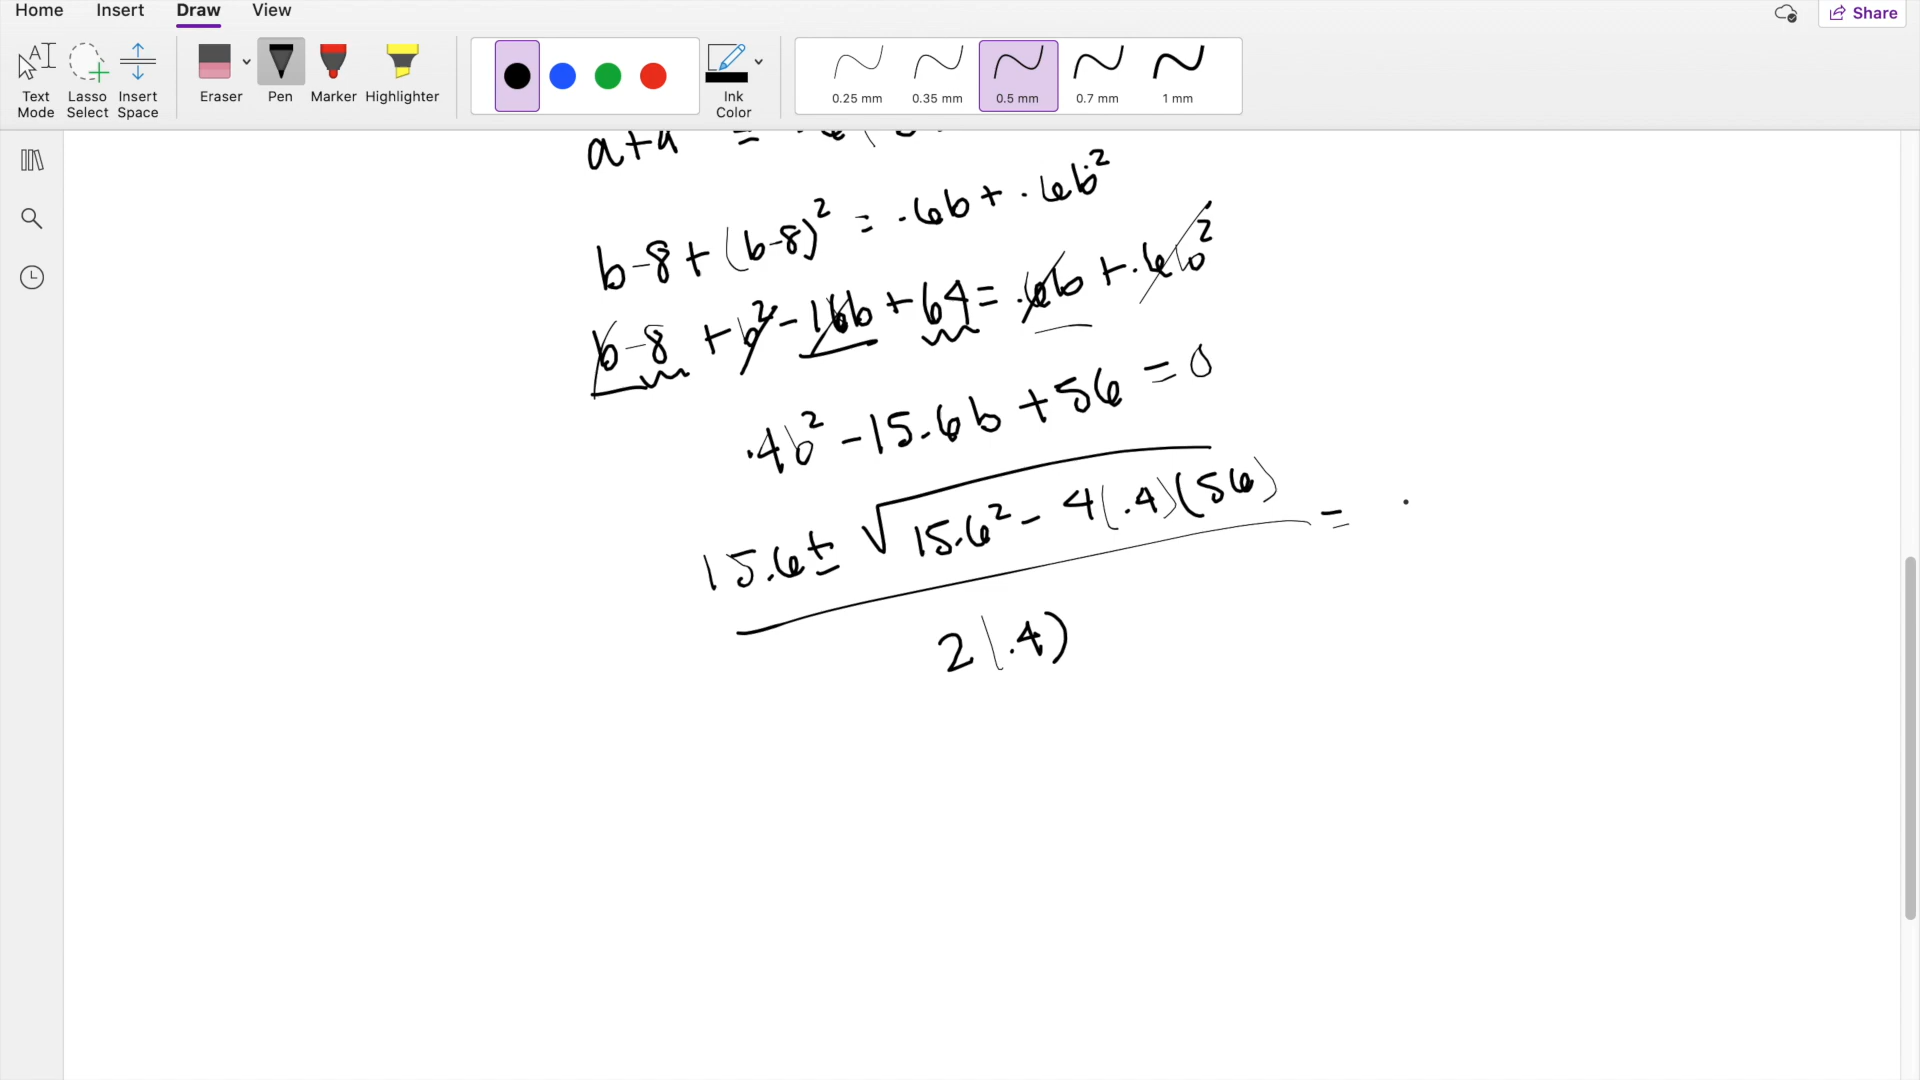 Home Insert Draw View Share
Text Mode Lasso Select Insert Space Eraser Pen Marker Highlighter Ink Color 0.25 mm 0.35 mm 0.5 mm 0.7 mm 1 mm
b-8+(b-8)² = .6b+.6b²
b-8+b²-16b+64=.6b+.6b²
.4b²-15.6b+56=0
15.6±√15.6²-4(.4)(56) =
2(.4)